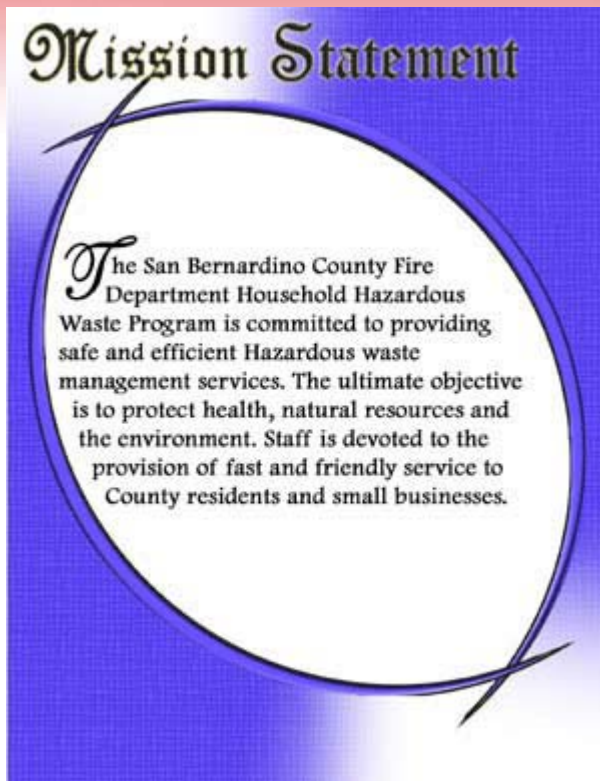 Mission Statement
The San Bernardino County Fire
Department Household Hazardous
Waste Program is committed to providing
safe and efficient Hazardous waste
management services. The ultimate objective
is to protect health, natural resources and
the environment. Staff is devoted to the
provision of fast and friendly service to
County residents and small businesses.